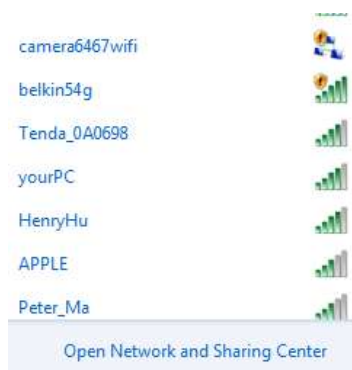 camera6467wifi
belkin54g
Tenda_0A0698
yourPC
HenryHu
APPLE
Peter_Ma
Open Network and Sharing Center